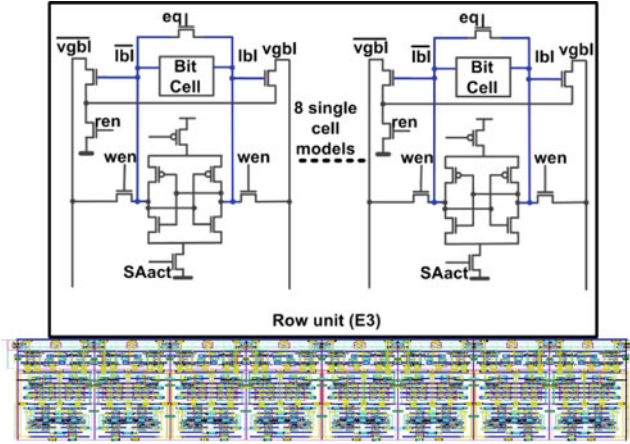 eq eq
vgbl lbl lbl vgbl vgbl lbl lbl vgbl
Bit Cell Bit Cell
8 single cell models
ren ren
wen wen wen wen
SAact SAact
Row unit (E3)